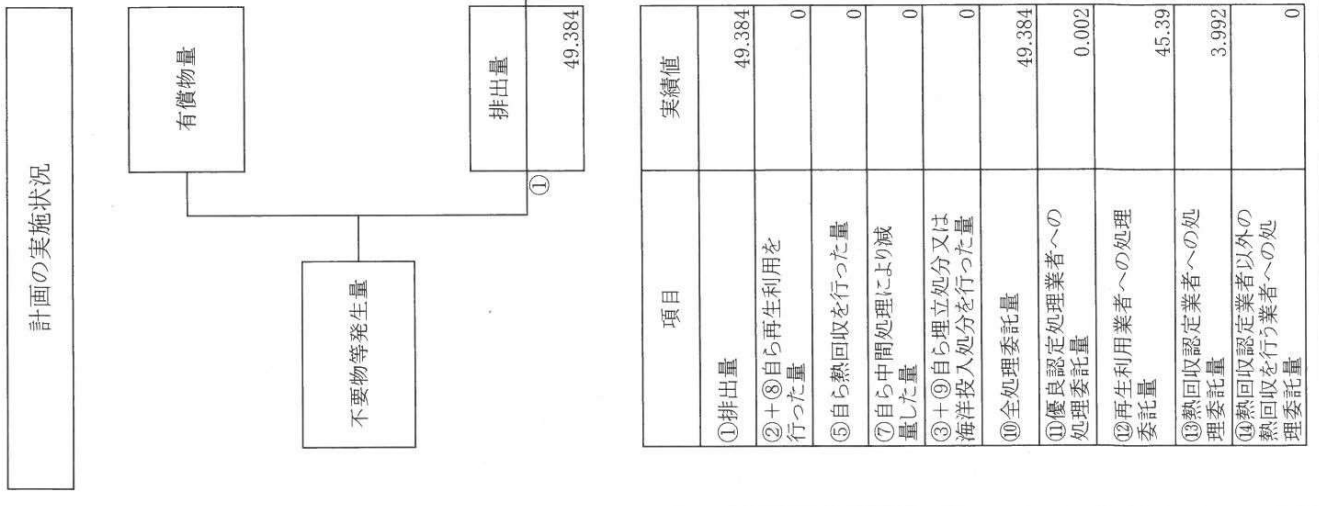 計画の実施状況
有償物量
不要物等発生量
排出量
①
49.384
項目
実績値
①排出量
49.384
②+⑧自ら再生利用を
行った量
0
⑤自ら熱回収を行った量
0
⑦自ら中間処理により減
量した量
0
③+⑨自ら埋立処分又は
海洋投入処分を行った量
0
⑩全処理委託量
49.384
⑪優良認定処理業者への
処理委託量
0.002
⑫再生利用業者への処理
委託量
45.39
⑬熱回収認定業者への処
理委託量
3.992
⑭熱回収認定業者以外の
熱回収を行う業者への処
理委託量
0